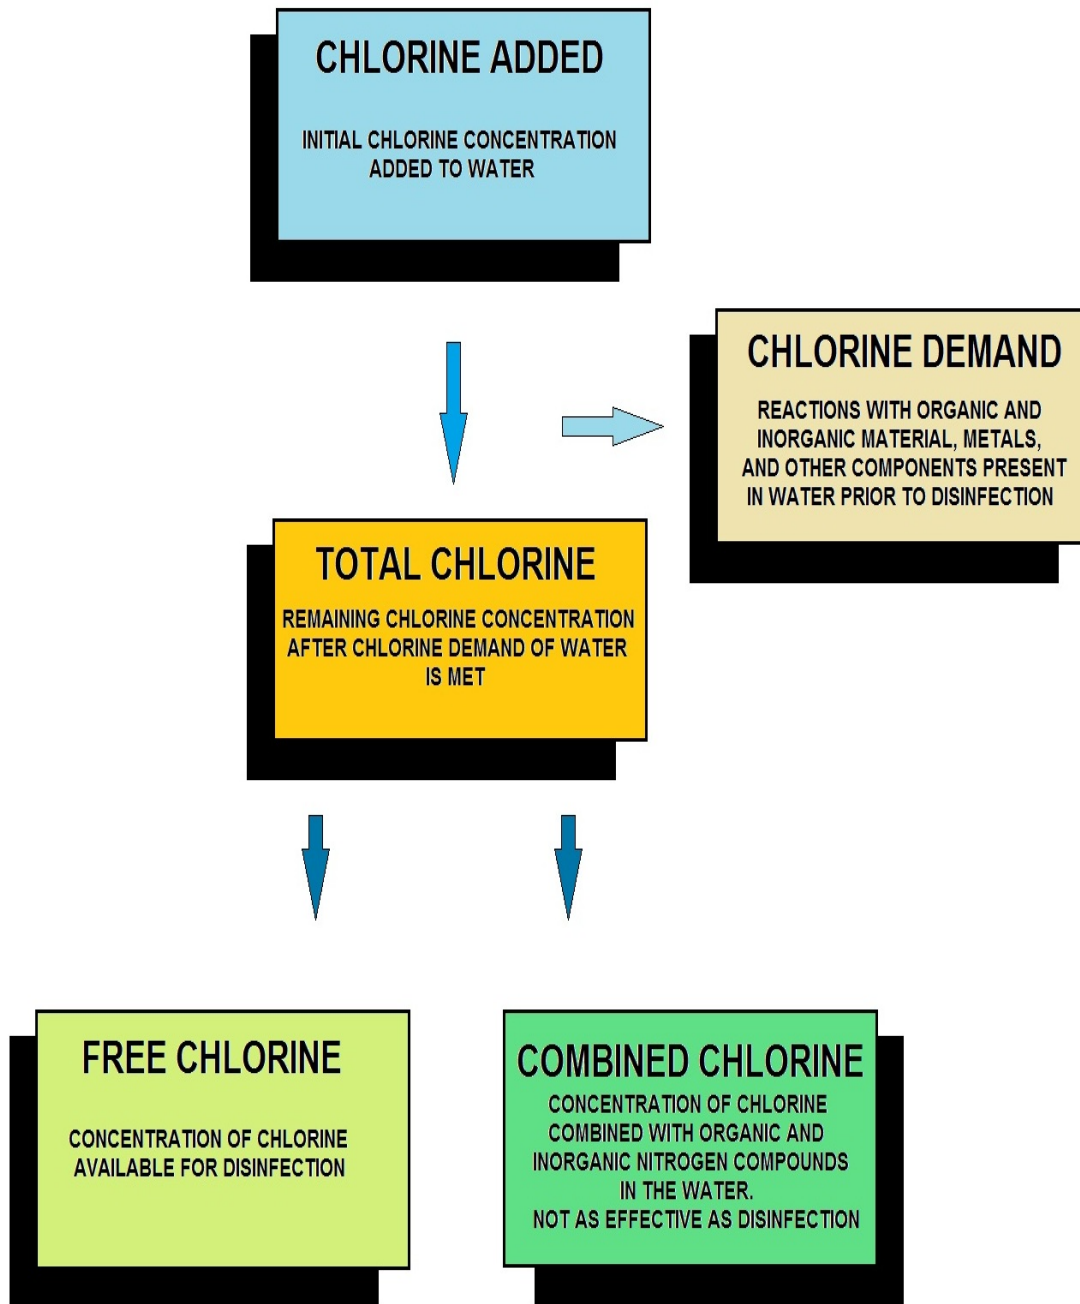 CHLORINE ADDED
INITIAL CHLORINE CONCENTRATION
ADDED TO WATER
CHLORINE DEMAND
REACTIONS WITH ORGANIC AND
INORGANIC MATERIAL, METALS,
AND OTHER COMPONENTS PRESENT
IN WATER PRIOR TO DISINFECTION
TOTAL CHLORINE
REMAINING CHLORINE CONCENTRATION
AFTER CHLORINE DEMAND OF WATER
IS MET
FREE CHLORINE
CONCENTRATION OF CHLORINE
AVAILABLE FOR DISINFECTION
COMBINED CHLORINE
CONCENTRATION OF CHLORINE
COMBINED WITH ORGANIC AND
INORGANIC NITROGEN COMPOUNDS
IN THE WATER.
NOT AS EFFECTIVE AS DISINFECTION